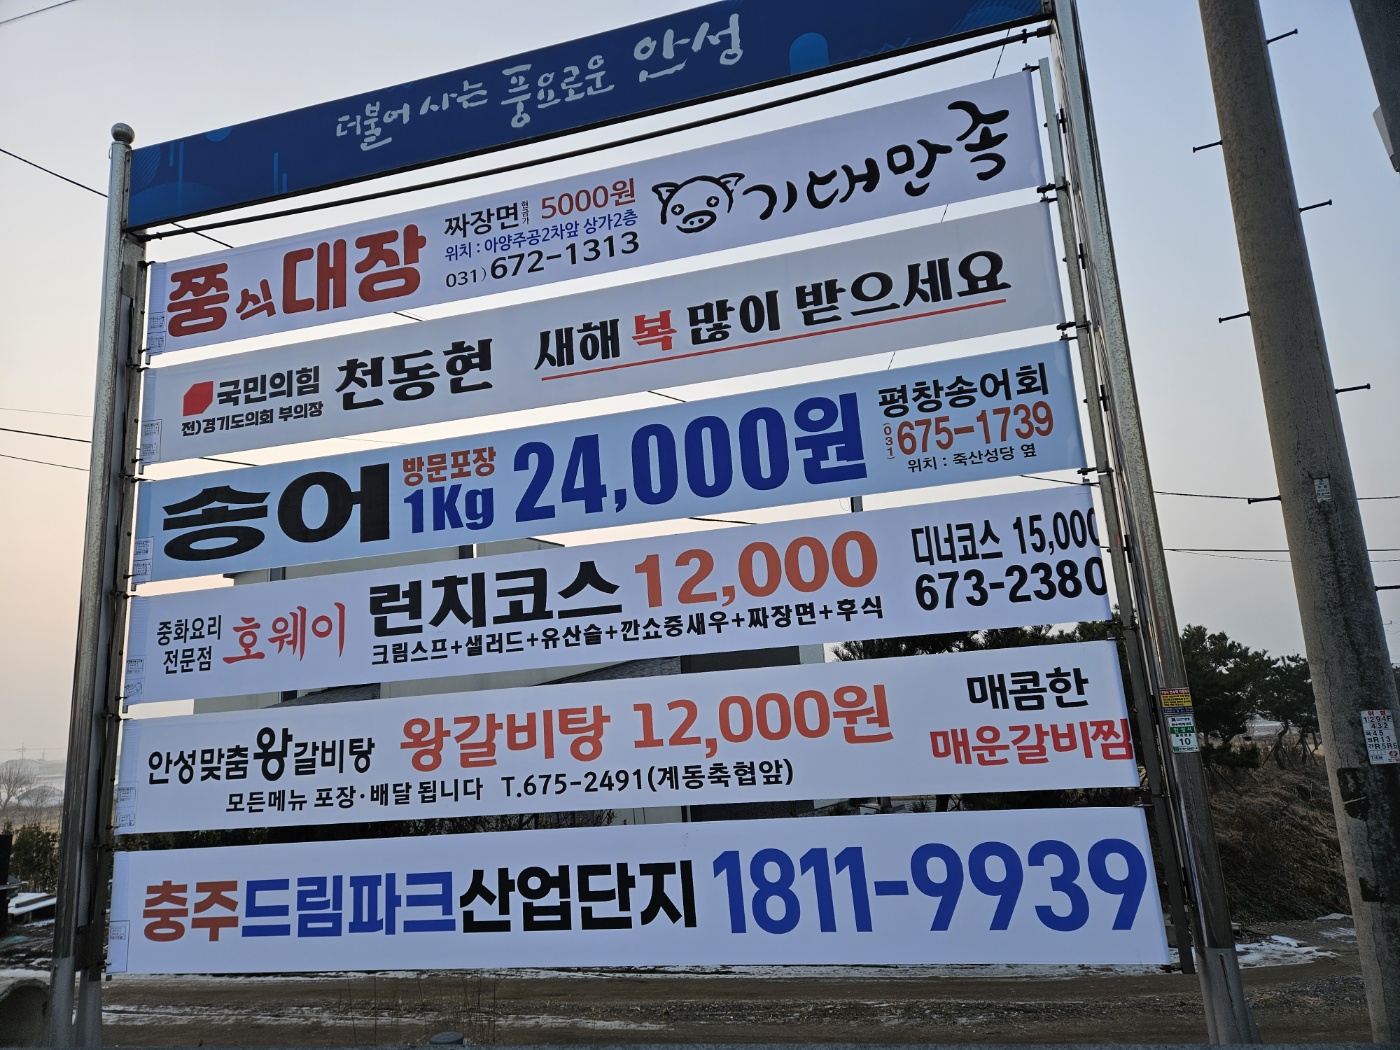 더불어 사는 풍요로운 안성
쭝식대장
짜장면 현금가 5000원
위치 : 아양주공2차앞 상가2층
031) 672-1313
기대만족
국민의힘
전)경기도의회 부의장
천동현
새해 복 많이 받으세요
송어
방문포장
1Kg
24,000원
평창송어회
(031) 675-1739
위치 : 죽산성당 옆
중화요리
전문점
호웨이
런치코스 12,000
크림스프+샐러드+유산슬+깐쇼중새우+짜장면+후식
디너코스 15,000
673-2380
안성맞춤왕갈비탕
왕갈비탕 12,000원
모든메뉴 포장·배달 됩니다 T.675-2491(계동축협앞)
매콤한
매운갈비찜
충주드림파크산업단지 1811-9939
10